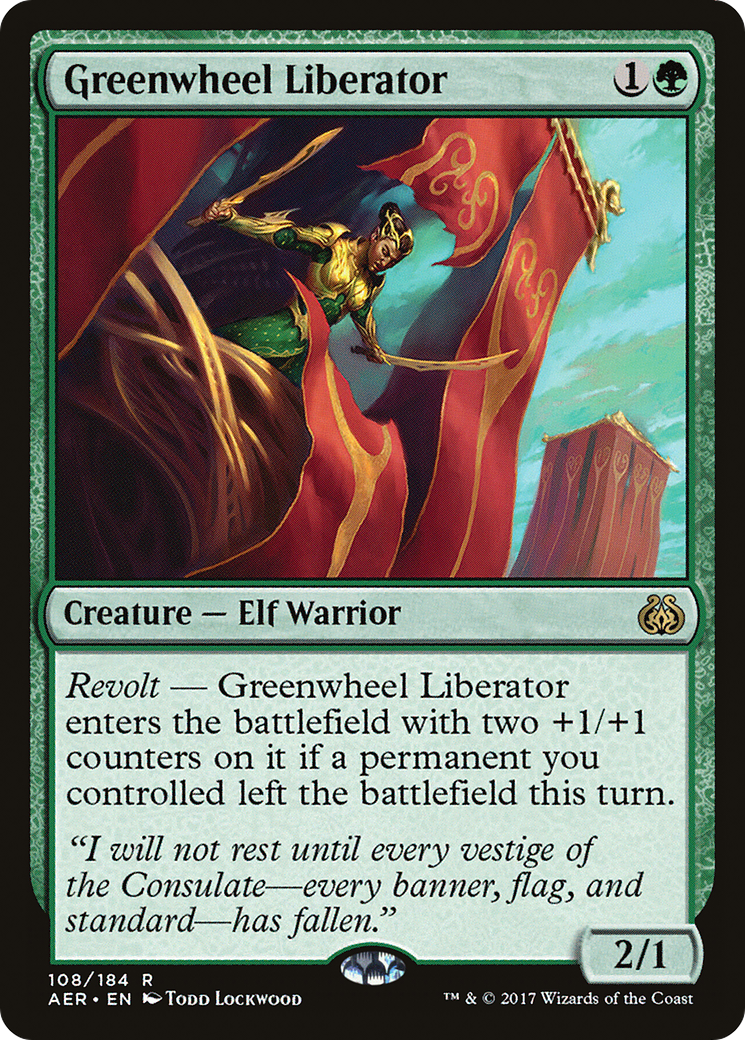 Greenwheel Liberator 1
Creature — Elf Warrior
Revolt — Greenwheel Liberator
enters the battlefield with two +1/+1
counters on it if a permanent you
controlled left the battlefield this turn.
“I will not rest until every vestige of
the Consulate—every banner, flag, and
standard—has fallen.”
2/1
108/184 R
AER • EN Todd Lockwood
™ & © 2017 Wizards of the Coast